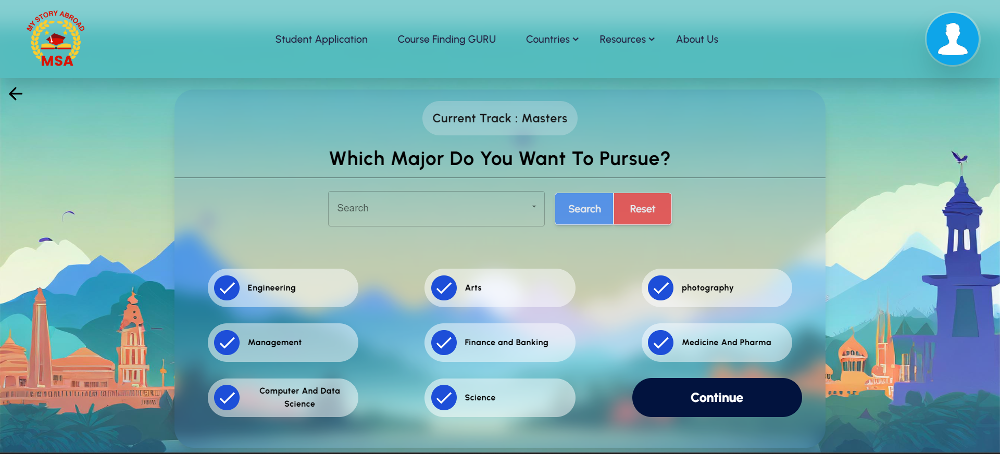 MY STORY ABROAD
MSA
Student Application
Course Finding GURU
Countries
Resources
About Us
Current Track : Masters
Which Major Do You Want To Pursue?
Search
Search
Reset
Engineering
Arts
photography
Management
Finance and Banking
Medicine And Pharma
Computer And Data
Science
Science
Continue